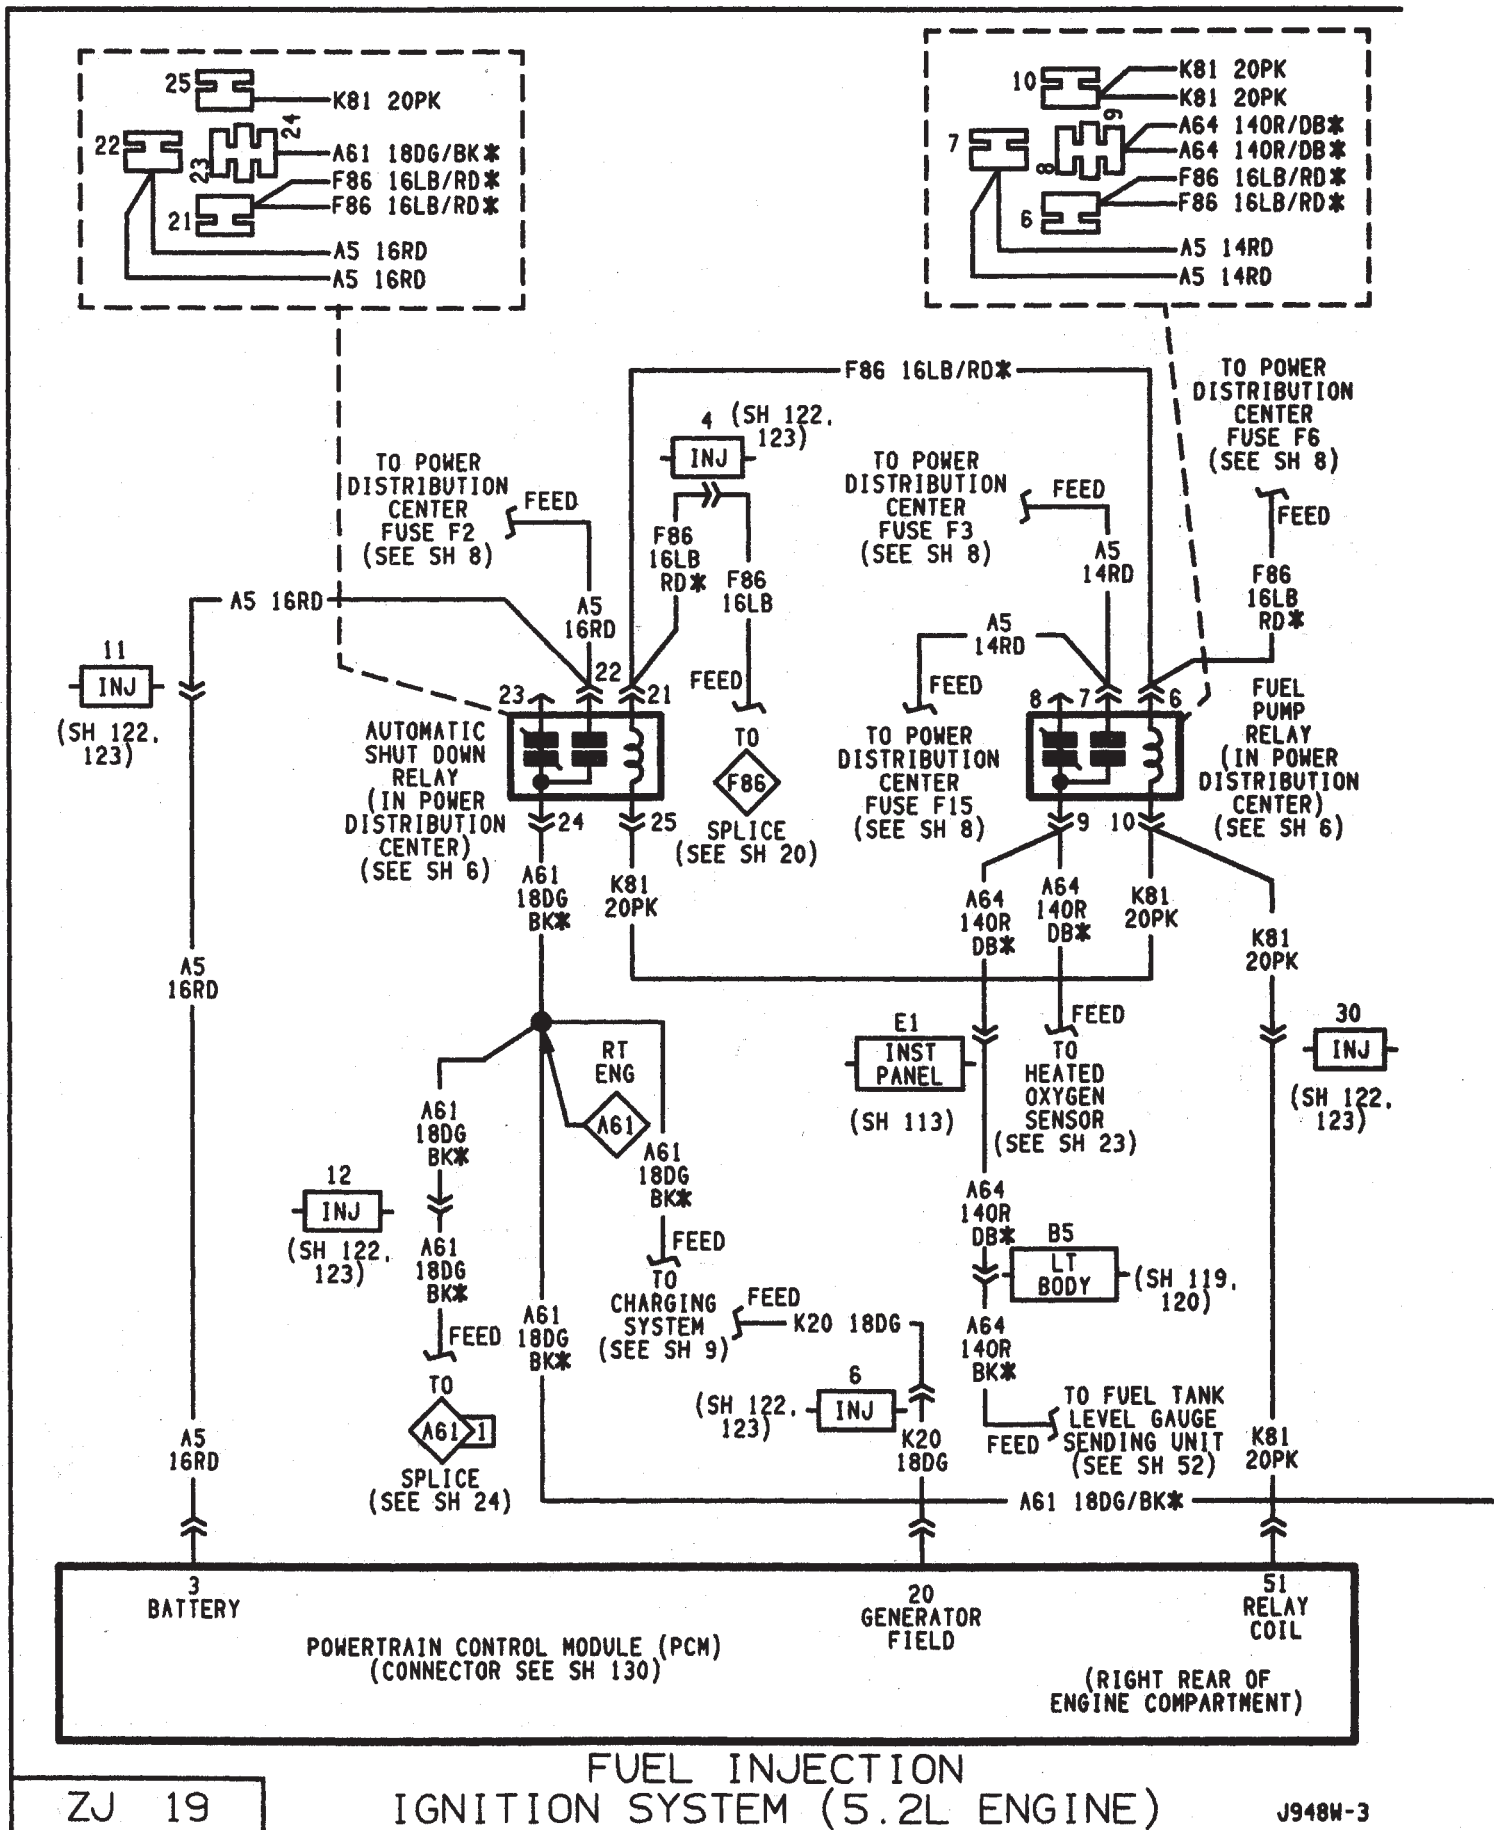 25
K81 20PK
22
24
23
A61 18DG/BK*
F86 16LB/RD*
21
F86 16LB/RD*
A5 16RD
A5 16RD
10
K81 20PK
K81 20PK
9
7
A64 14OR/DB*
A64 14OR/DB*
8
F86 16LB/RD*
6
F86 16LB/RD*
A5 14RD
A5 14RD
F86 16LB/RD*
TO POWER
DISTRIBUTION
CENTER
FUSE F6
(SEE SH 8)
FEED
4
(SH 122,
123)
INJ
TO POWER
DISTRIBUTION
CENTER
FUSE F2
(SEE SH 8)
FEED
TO POWER
DISTRIBUTION
CENTER
FUSE F3
(SEE SH 8)
FEED
F86
16LB
RD*
F86
16LB
A5
14RD
F86
16LB
RD*
A5 16RD
A5
16RD
A5
14RD
11
INJ
(SH 122,
123)
23
22
21
FEED
FEED
8
7
6
AUTOMATIC
SHUT DOWN
RELAY
(IN POWER
DISTRIBUTION
CENTER)
(SEE SH 6)
TO
F86
SPLICE
(SEE SH 20)
TO POWER
DISTRIBUTION
CENTER
FUSE F15
(SEE SH 8)
FUEL
PUMP
RELAY
(IN POWER
DISTRIBUTION
CENTER)
(SEE SH 6)
24
25
9
10
A61
18DG
BK*
K81
20PK
A64
14OR
DB*
A64
14OR
DB*
K81
20PK
K81
20PK
A5
16RD
FEED
E1
INST
PANEL
(SH 113)
TO
HEATED
OXYGEN
SENSOR
(SEE SH 23)
30
INJ
(SH 122,
123)
RT
ENG
A61
A61
18DG
BK*
A61
18DG
BK*
12
INJ
(SH 122,
123)
A61
18DG
BK*
FEED
TO
CHARGING
SYSTEM
(SEE SH 9)
A64
14OR
DB*
B5
LT
BODY
(SH 119,
120)
A61
18DG
BK*
FEED
K20 18DG
A64
14OR
BK*
FEED
TO
A61
1
SPLICE
(SEE SH 24)
6
INJ
(SH 122,
123)
K20
18DG
TO FUEL TANK
LEVEL GAUGE
SENDING UNIT
(SEE SH 52)
FEED
K81
20PK
A5
16RD
A61 18DG/BK*
3
BATTERY
20
GENERATOR
FIELD
51
RELAY
COIL
POWERTRAIN CONTROL MODULE (PCM)
(CONNECTOR SEE SH 130)
(RIGHT REAR OF
ENGINE COMPARTMENT)
FUEL INJECTION
IGNITION SYSTEM (5.2L ENGINE)
ZJ 19
J948W-3